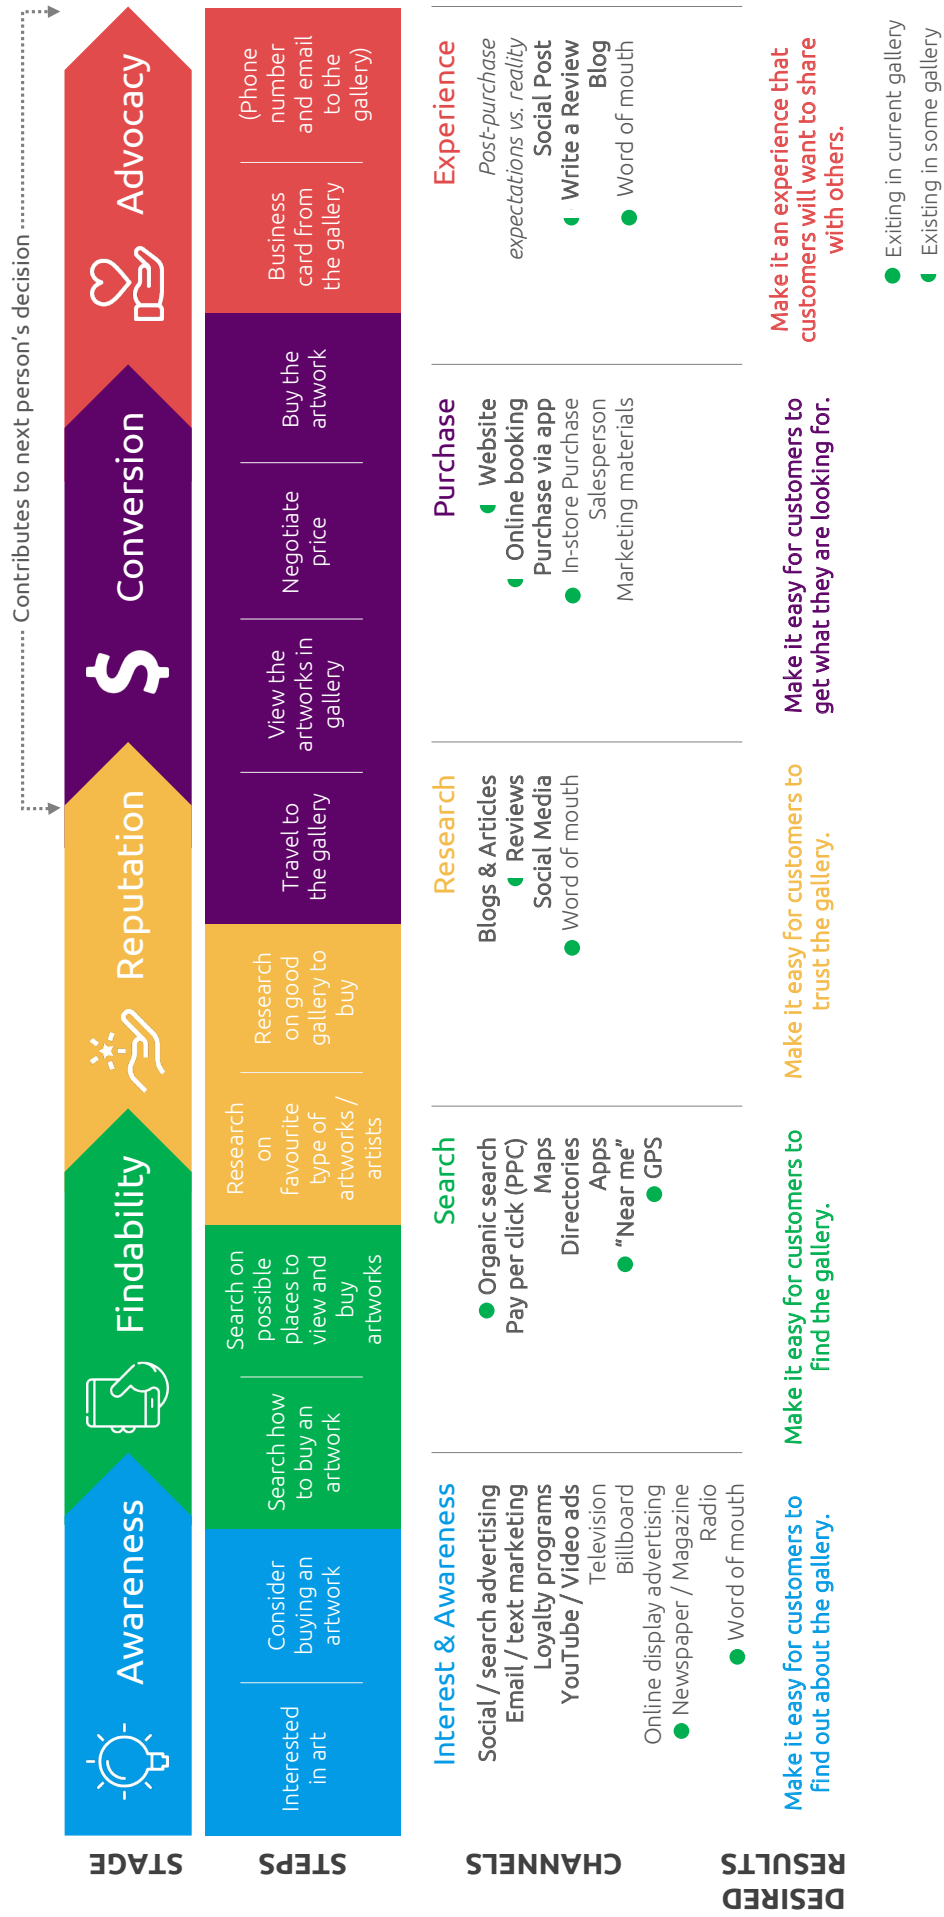 Contributes to next person's decision
STAGE
Awareness
Findability
Reputation
Conversion
Advocacy
STEPS
Interested
in art
Consider
buying an
artwork
Search how
to buy an
artwork
Search on
possible
places to
view and
buy
artworks
Research
on
favourite
type of
artworks /
artists
Research
on good
gallery to
buy
Travel to
the gallery
View the
artworks in
gallery
Negotiate
price
Buy the
artwork
Business
card from
the gallery
(Phone
number
and email
to the
gallery)
CHANNELS
Interest & Awareness
Social / search advertising
Email / text marketing
Loyalty programs
YouTube / Video ads
Television
Billboard
Online display advertising
Newspaper / Magazine
Radio
Word of mouth
Search
Organic search
Pay per click (PPC)
Maps
Directories
Apps
"Near me"
GPS
Research
Blogs & Articles
Reviews
Social Media
Word of mouth
Purchase
Website
Online booking
Purchase via app
In-store Purchase
Salesperson
Marketing materials
Experience
Post-purchase
expectations vs. reality
Social Post
Write a Review
Blog
Word of mouth
DESIRED
RESULTS
Make it easy for customers to
find out about the gallery.
Make it easy for customers to
find the gallery.
Make it easy for customers to
trust the gallery.
Make it easy for customers to
get what they are looking for.
Make it an experience that
customers will want to share
with others.
Exiting in current gallery
Existing in some gallery